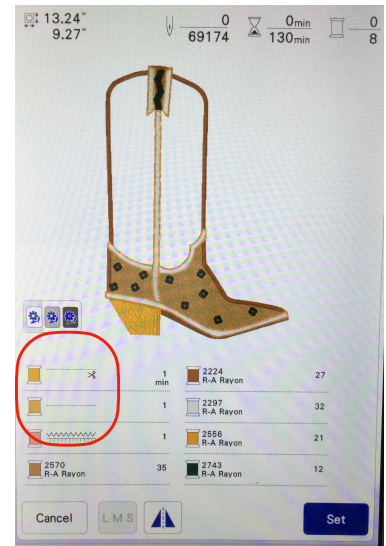 13.24"
9.27"
0
69174
0min
130min
0
8
1
min
1
1
2570
R-A Rayon
35
2224
R-A Rayon
27
2297
R-A Rayon
32
2556
R-A Rayon
21
2743
R-A Rayon
12
Cancel
L M S
Set